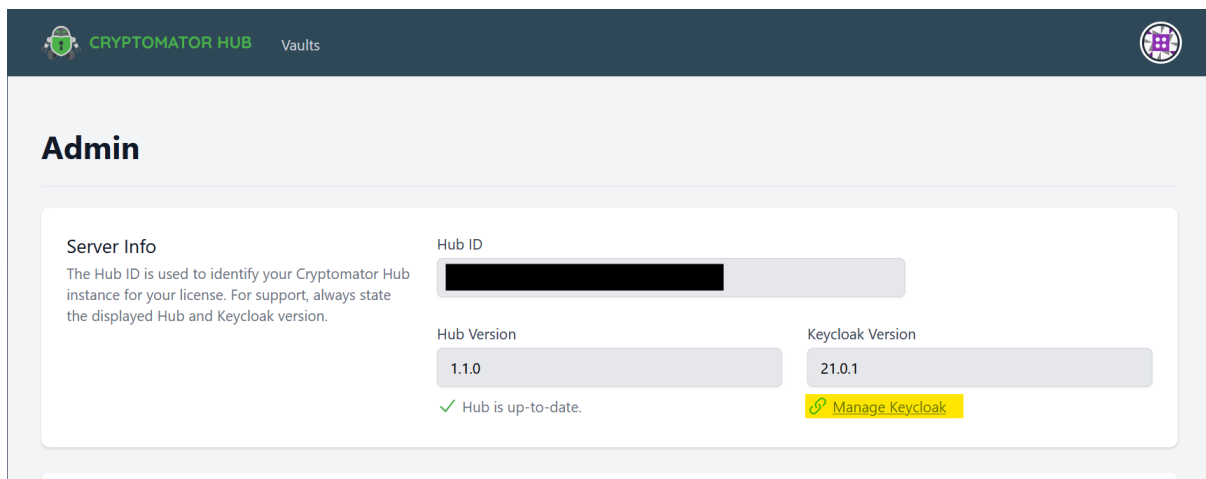 CRYPTOMATOR HUB
Vaults
Admin
Server Info
The Hub ID is used to identify your Cryptomator Hub
instance for your license. For support, always state
the displayed Hub and Keycloak version.
Hub ID
Hub Version
Keycloak Version
1.1.0
21.0.1
Hub is up-to-date.
Manage Keycloak